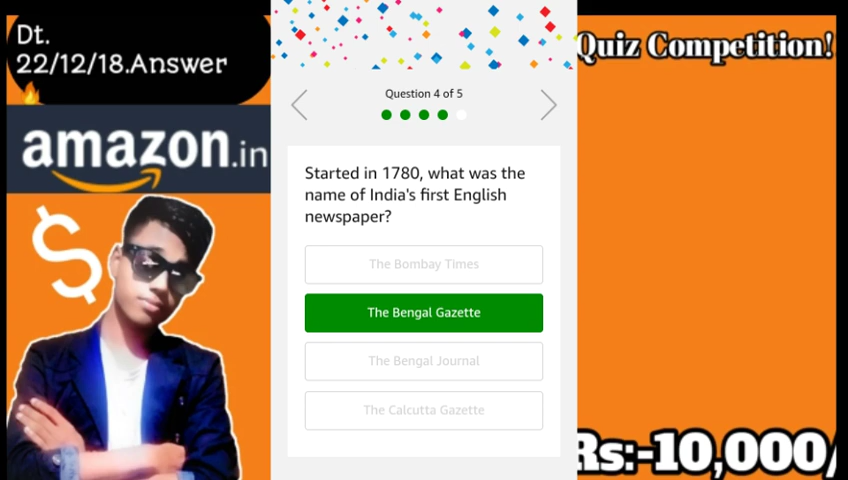 Dt.
22/12/18.Answer
amazon.in
$
Question 4 of 5
Started in 1780, what was the
name of India's first English
newspaper?
The Bombay Times
The Bengal Gazette
The Bengal Journal
The Calcutta Gazette
Quiz Competition!
Rs:-10,000/